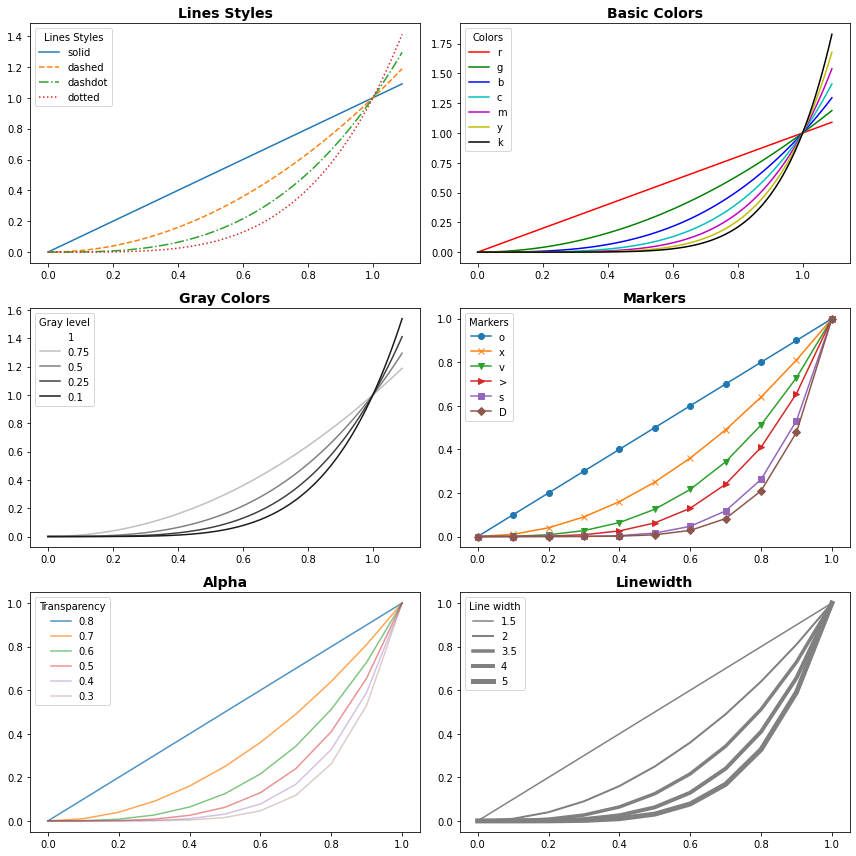 Lines Styles
Lines Styles
solid
dashed
dashdot
dotted
1.4
1.2
1.0
0.8
0.6
0.4
0.2
0.0
0.0 0.2 0.4 0.6 0.8 1.0
Basic Colors
Colors
r
g
b
c
m
y
k
1.75
1.50
1.25
1.00
0.75
0.50
0.25
0.00
0.0 0.2 0.4 0.6 0.8 1.0
Gray Colors
Gray level
1
0.75
0.5
0.25
0.1
1.6
1.4
1.2
1.0
0.8
0.6
0.4
0.2
0.0
0.0 0.2 0.4 0.6 0.8 1.0
Markers
Markers
o
x
v
>
s
D
1.0
0.8
0.6
0.4
0.2
0.0
0.0 0.2 0.4 0.6 0.8 1.0
Alpha
Transparency
0.8
0.7
0.6
0.5
0.4
0.3
1.0
0.8
0.6
0.4
0.2
0.0
0.0 0.2 0.4 0.6 0.8 1.0
Linewidth
Line width
1.5
2
3.5
4
5
1.0
0.8
0.6
0.4
0.2
0.0
0.0 0.2 0.4 0.6 0.8 1.0